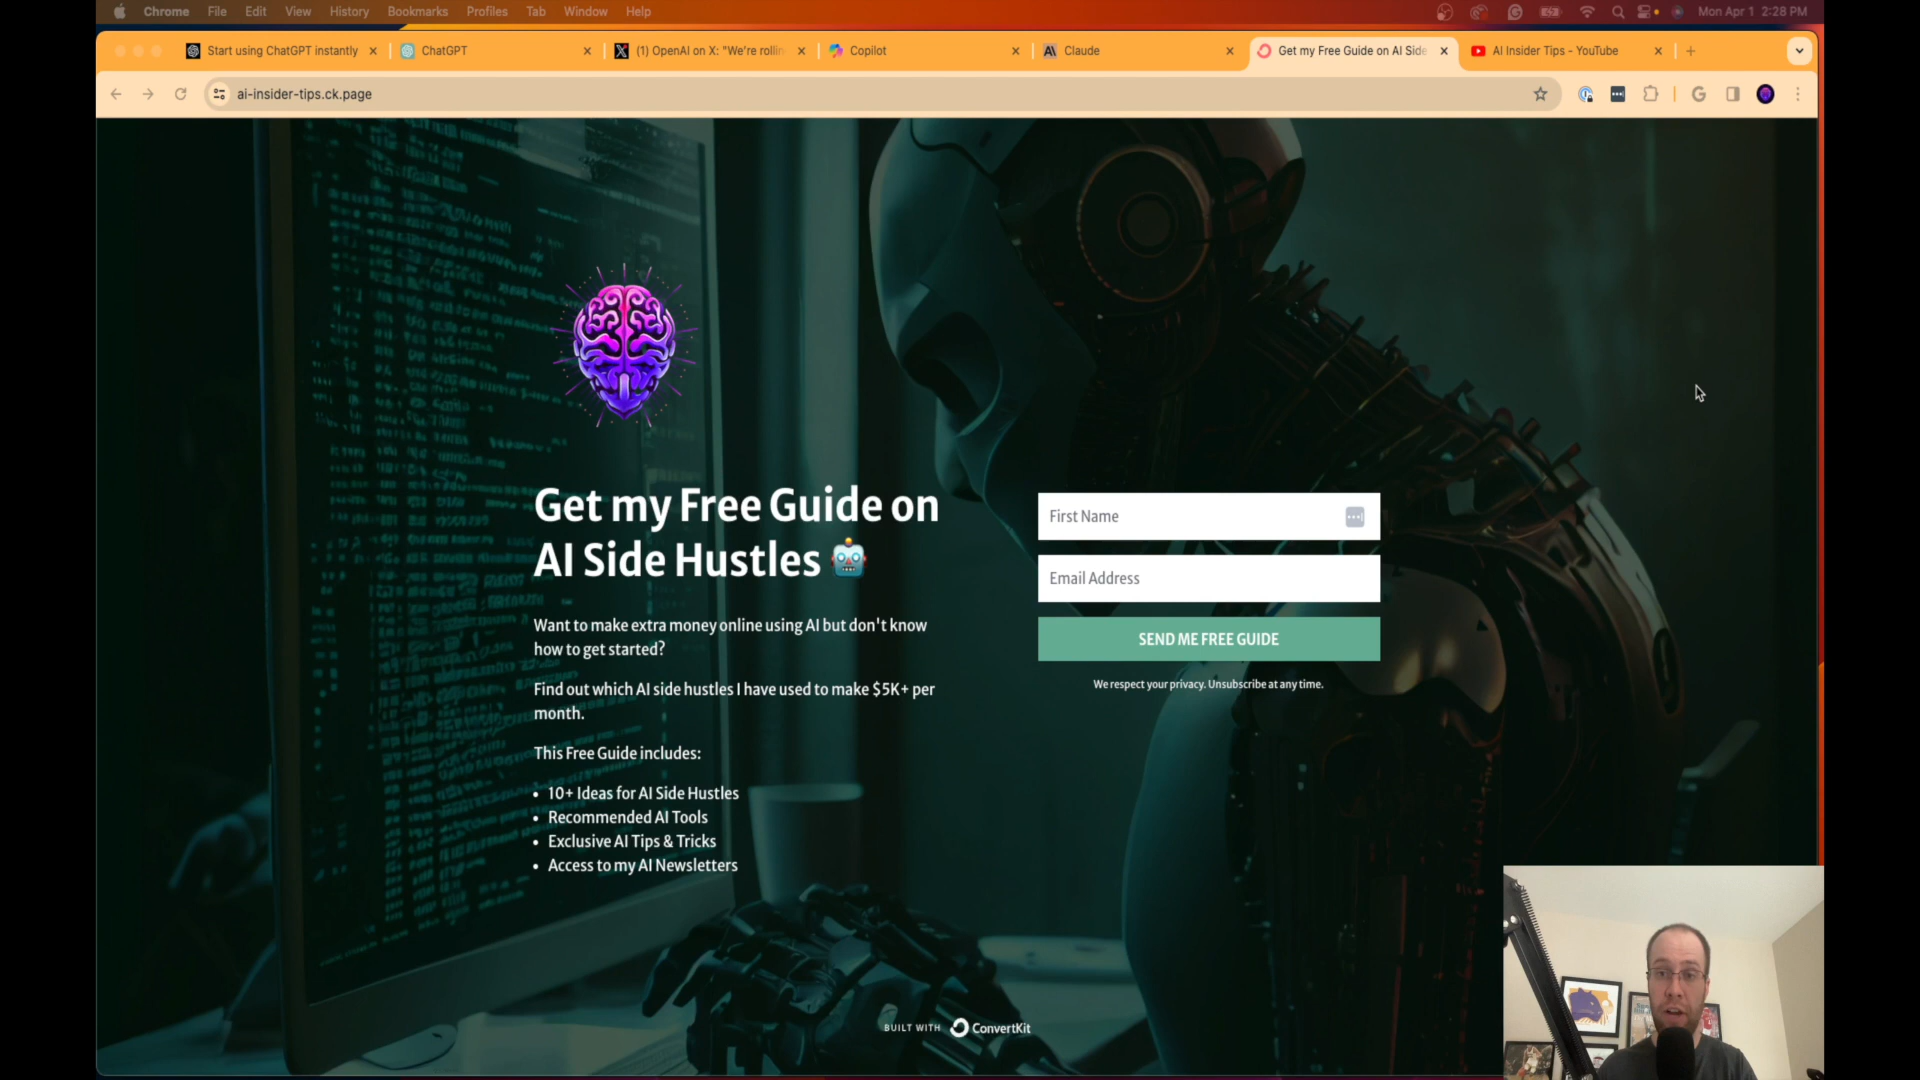 Chrome File Edit View History Bookmarks Profiles Tab Window Help Mon Apr 1 2:28 PM
Start using ChatGPT instantly ChatGPT (1) OpenAI on X: "We're rollin Copilot Claude Get my Free Guide on AI Side AI Insider Tips - YouTube
ai-insider-tips.ck.page
Get my Free Guide on
AI Side Hustles 🤖
Want to make extra money online using AI but don't know
how to get started?
Find out which AI side hustles I have used to make $5K+ per
month.
This Free Guide includes:
• 10+ Ideas for AI Side Hustles
• Recommended AI Tools
• Exclusive AI Tips & Tricks
• Access to my AI Newsletters
First Name
Email Address
SEND ME FREE GUIDE
We respect your privacy. Unsubscribe at any time.
BUILT WITH ConvertKit